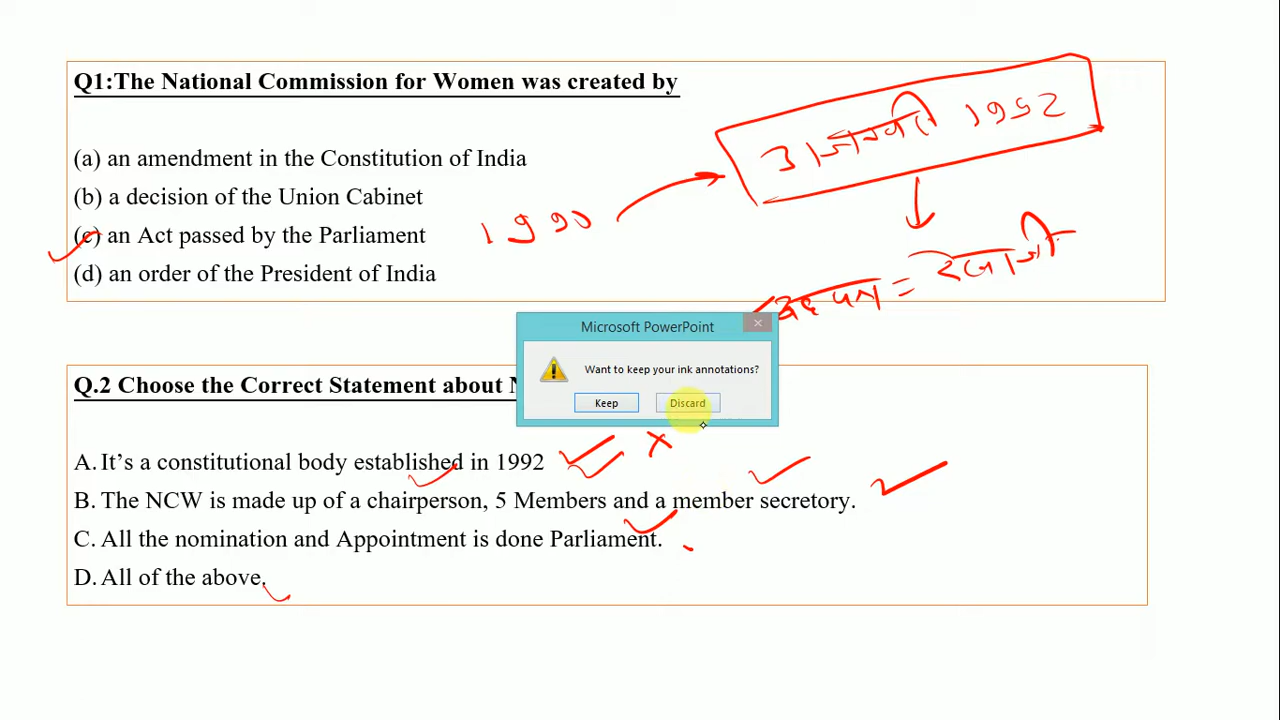 Q1:The National Commission for Women was created by
(a) an amendment in the Constitution of India
(b) a decision of the Union Cabinet
(c) an Act passed by the Parliament
(d) an order of the President of India
1990
31 जनवरी 1992
=
Microsoft PowerPoint
Want to keep your ink annotations?
Keep Discard
Q.2 Choose the Correct Statement about
A. It’s a constitutional body established in 1992
B. The NCW is made up of a chairperson, 5 Members and a member secretory.
C. All the nomination and Appointment is done Parliament.
D. All of the above.